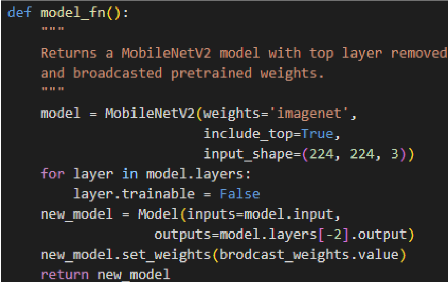 def model_fn():
    """
    Returns a MobileNetV2 model with top layer removed
    and broadcasted pretrained weights.
    """
    model = MobileNetV2(weights='imagenet',
                        include_top=True,
                        input_shape=(224, 224, 3))
    for layer in model.layers:
        layer.trainable = False
    new_model = Model(inputs=model.input,
                  outputs=model.layers[-2].output)
    new_model.set_weights(brodcast_weights.value)
    return new_model